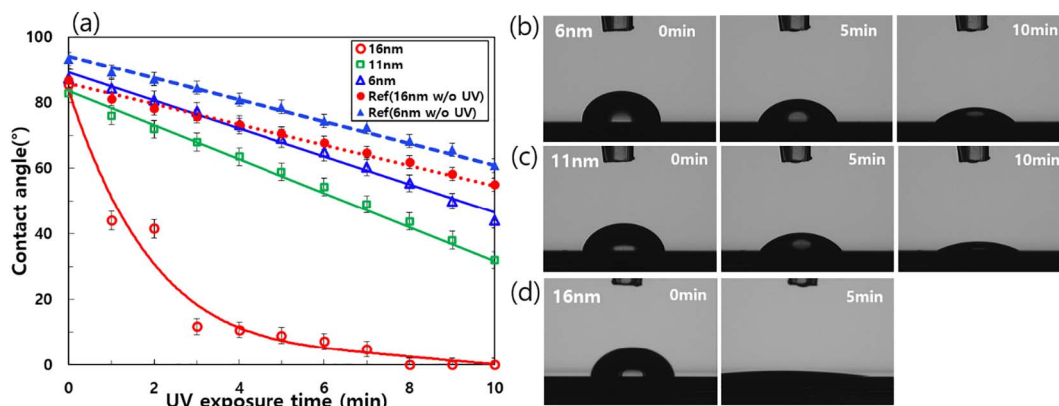 (a)
100
80
60
40
20
0
Contact angle(°)
16nm
11nm
6nm
Ref(16nm w/o UV)
Ref(6nm w/o UV)
0 2 4 6 8 10
UV exposure time (min)
(b) 6nm 0min 5min 10min
(c) 11nm 0min 5min 10min
(d) 16nm 0min 5min